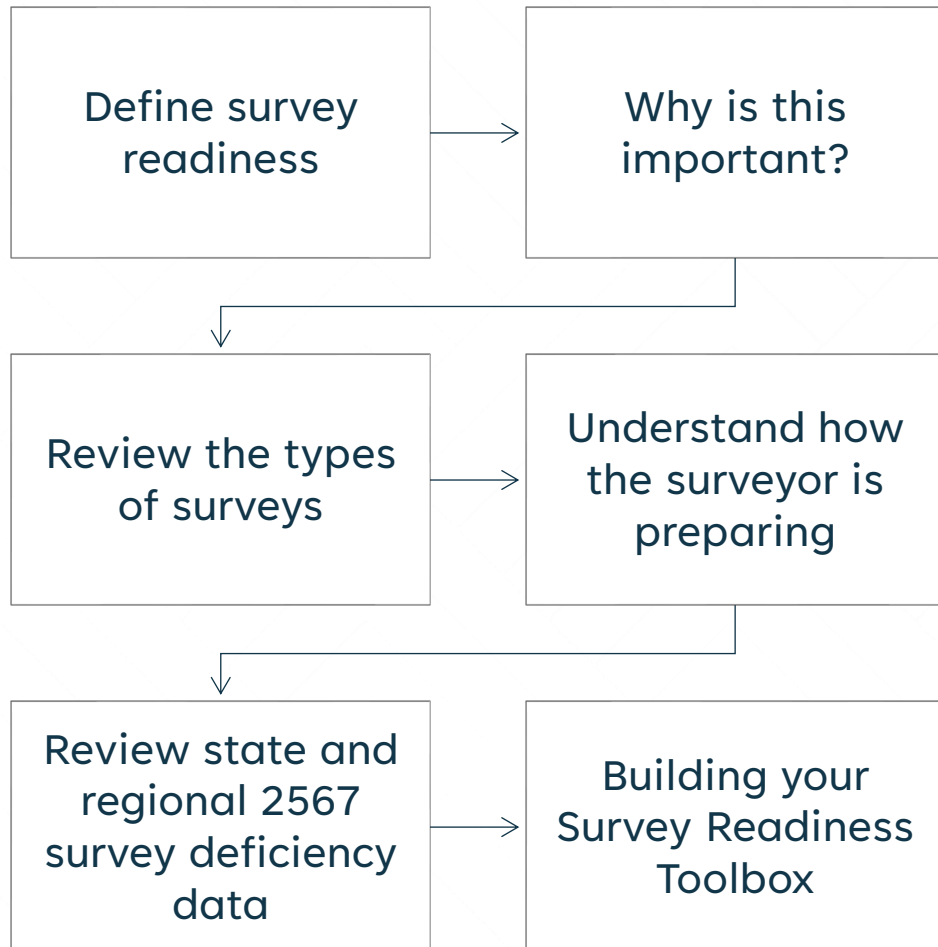 Define survey
readiness
Why is this
important?
Review the types
of surveys
Understand how
the surveyor is
preparing
Review state and
regional 2567
survey deficiency
data
Building your
Survey Readiness
Toolbox